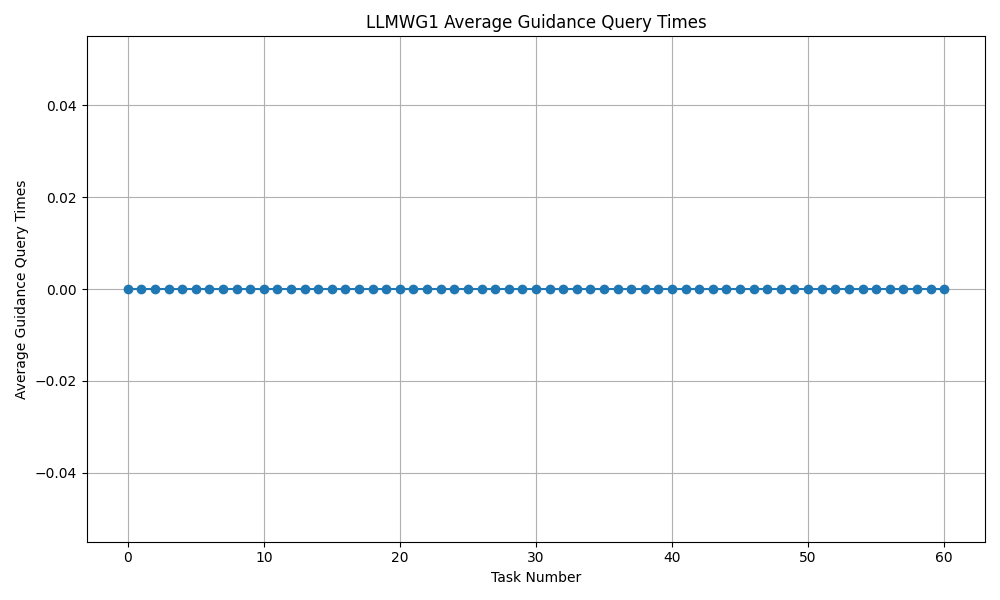 LLMWG1 Average Guidance Query Times
Average Guidance Query Times
0.04
0.02
0.00
−0.02
−0.04
0 10 20 30 40 50 60
Task Number